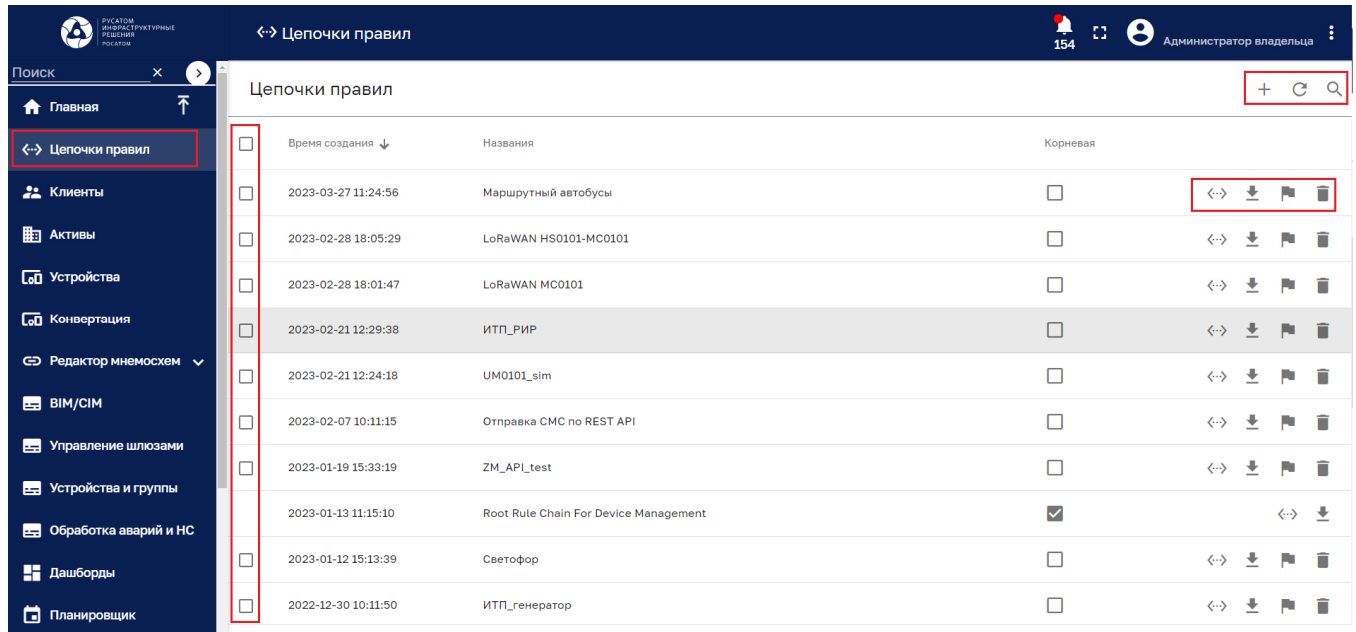 РУСАТОМ
ИНФРАСТРУКТУРНЫЕ
РЕШЕНИЯ
РОСАТОМ
Цепочки правил
154
Администратор владельца
Поиск
Главная
Цепочки правил
Клиенты
Активы
Устройства
Конвертация
Редактор мнемосхем
BIM/CIM
Управление шлюзами
Устройства и группы
Обработка аварий и НС
Дашборды
Планировщик
Цепочки правил
Время создания Названия Корневая
2023-03-27 11:24:56 Маршрутный автобусы
2023-02-28 18:05:29 LoRaWAN HS0101-MC0101
2023-02-28 18:01:47 LoRaWAN MC0101
2023-02-21 12:29:38 ИТП_РИР
2023-02-21 12:24:18 UM0101_sim
2023-02-07 10:11:15 Отправка СМС по REST API
2023-01-19 15:33:19 ZM_API_test
2023-01-13 11:15:10 Root Rule Chain For Device Management
2023-01-12 15:13:39 Светофор
2022-12-30 10:11:50 ИТП_генератор